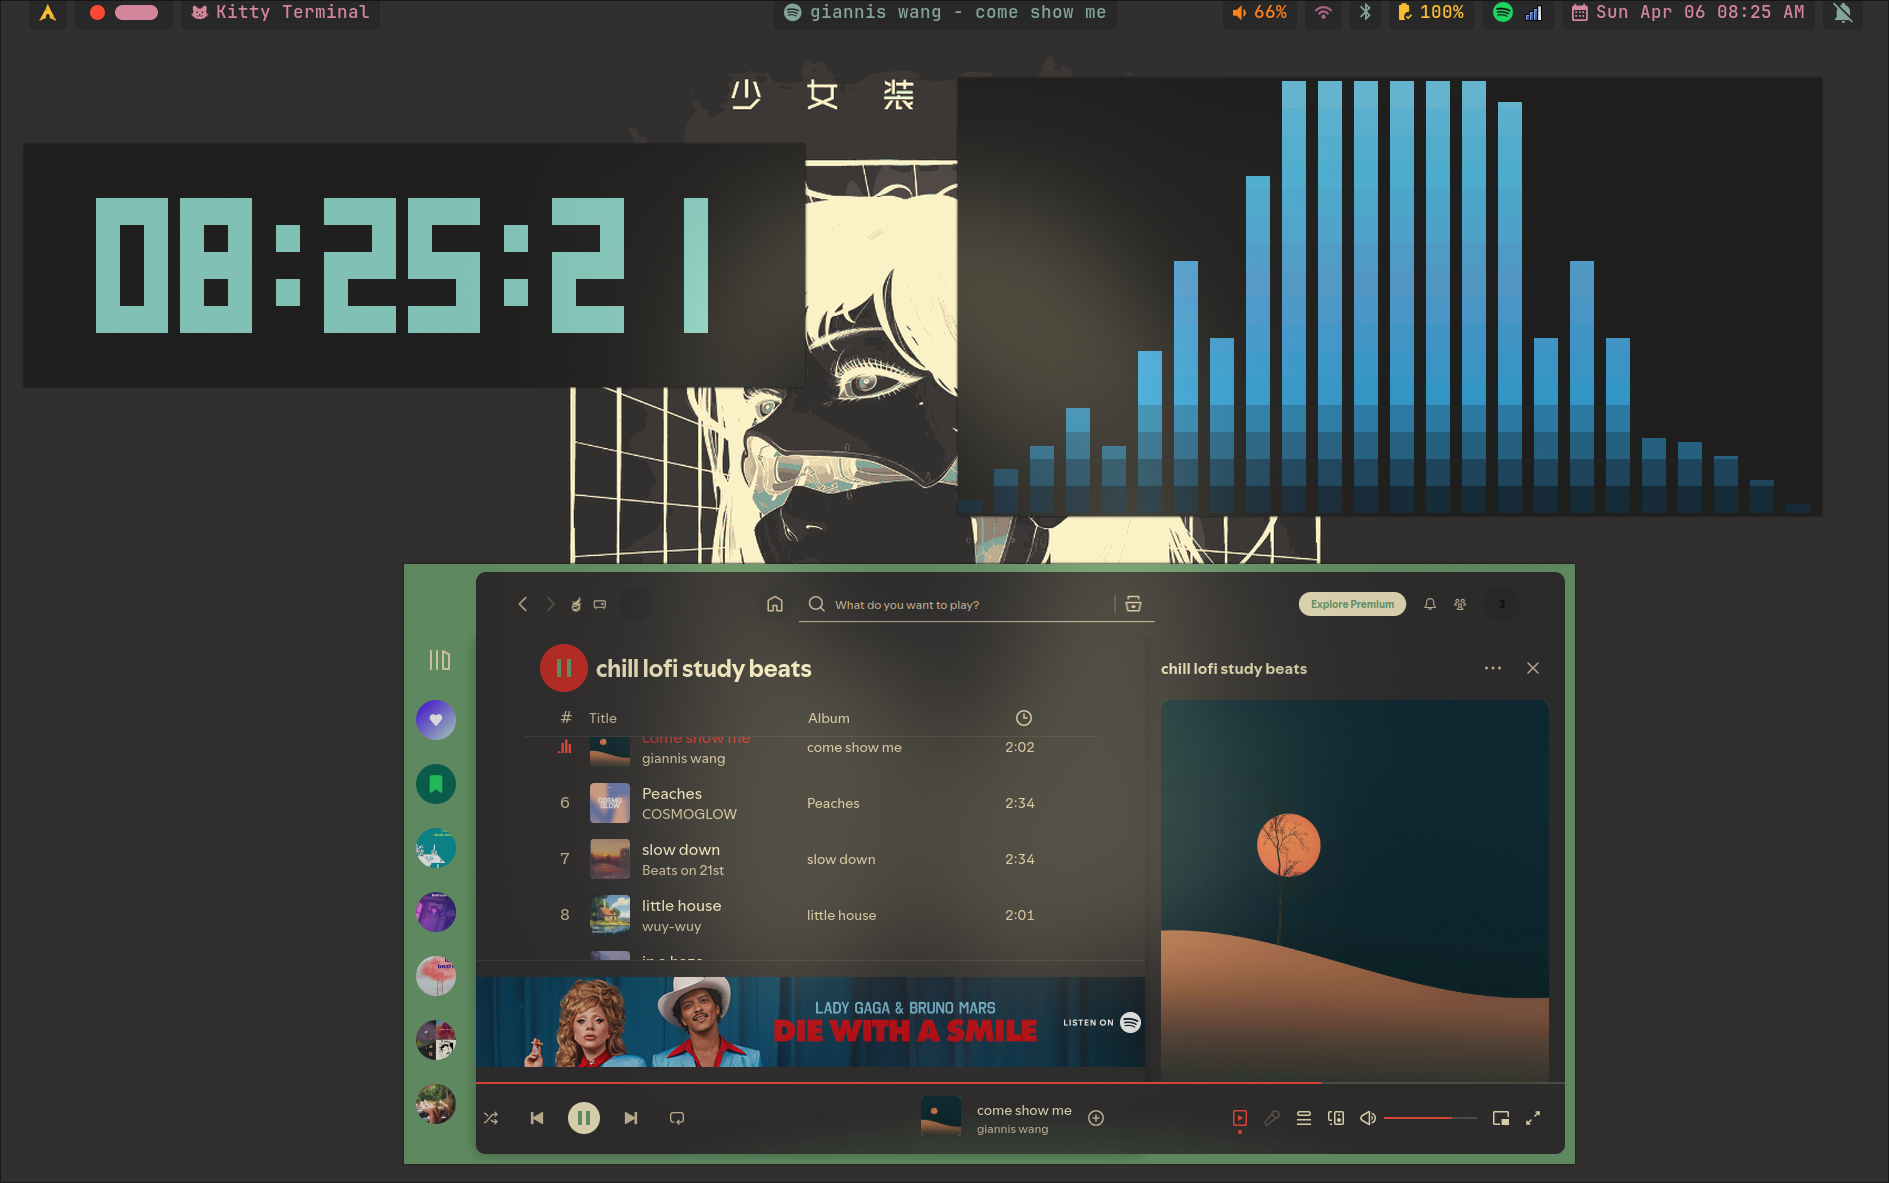 Kitty Terminal
giannis wang - come show me
66%
100%
Sun Apr 06 08:25 AM
少女装
08:25:21
What do you want to play?
Explore Premium
3
chill lofi study beats
# Title Album
come show me
giannis wang
come show me
2:02
6
Peaches
COSMOGLOW
Peaches
2:34
7
slow down
Beats on 21st
slow down
2:34
8
little house
wuy-wuy
little house
2:01
in a haze
chill lofi study beats
LADY GAGA & BRUNO MARS
DIE WITH A SMILE
LISTEN ON
come show me
giannis wang